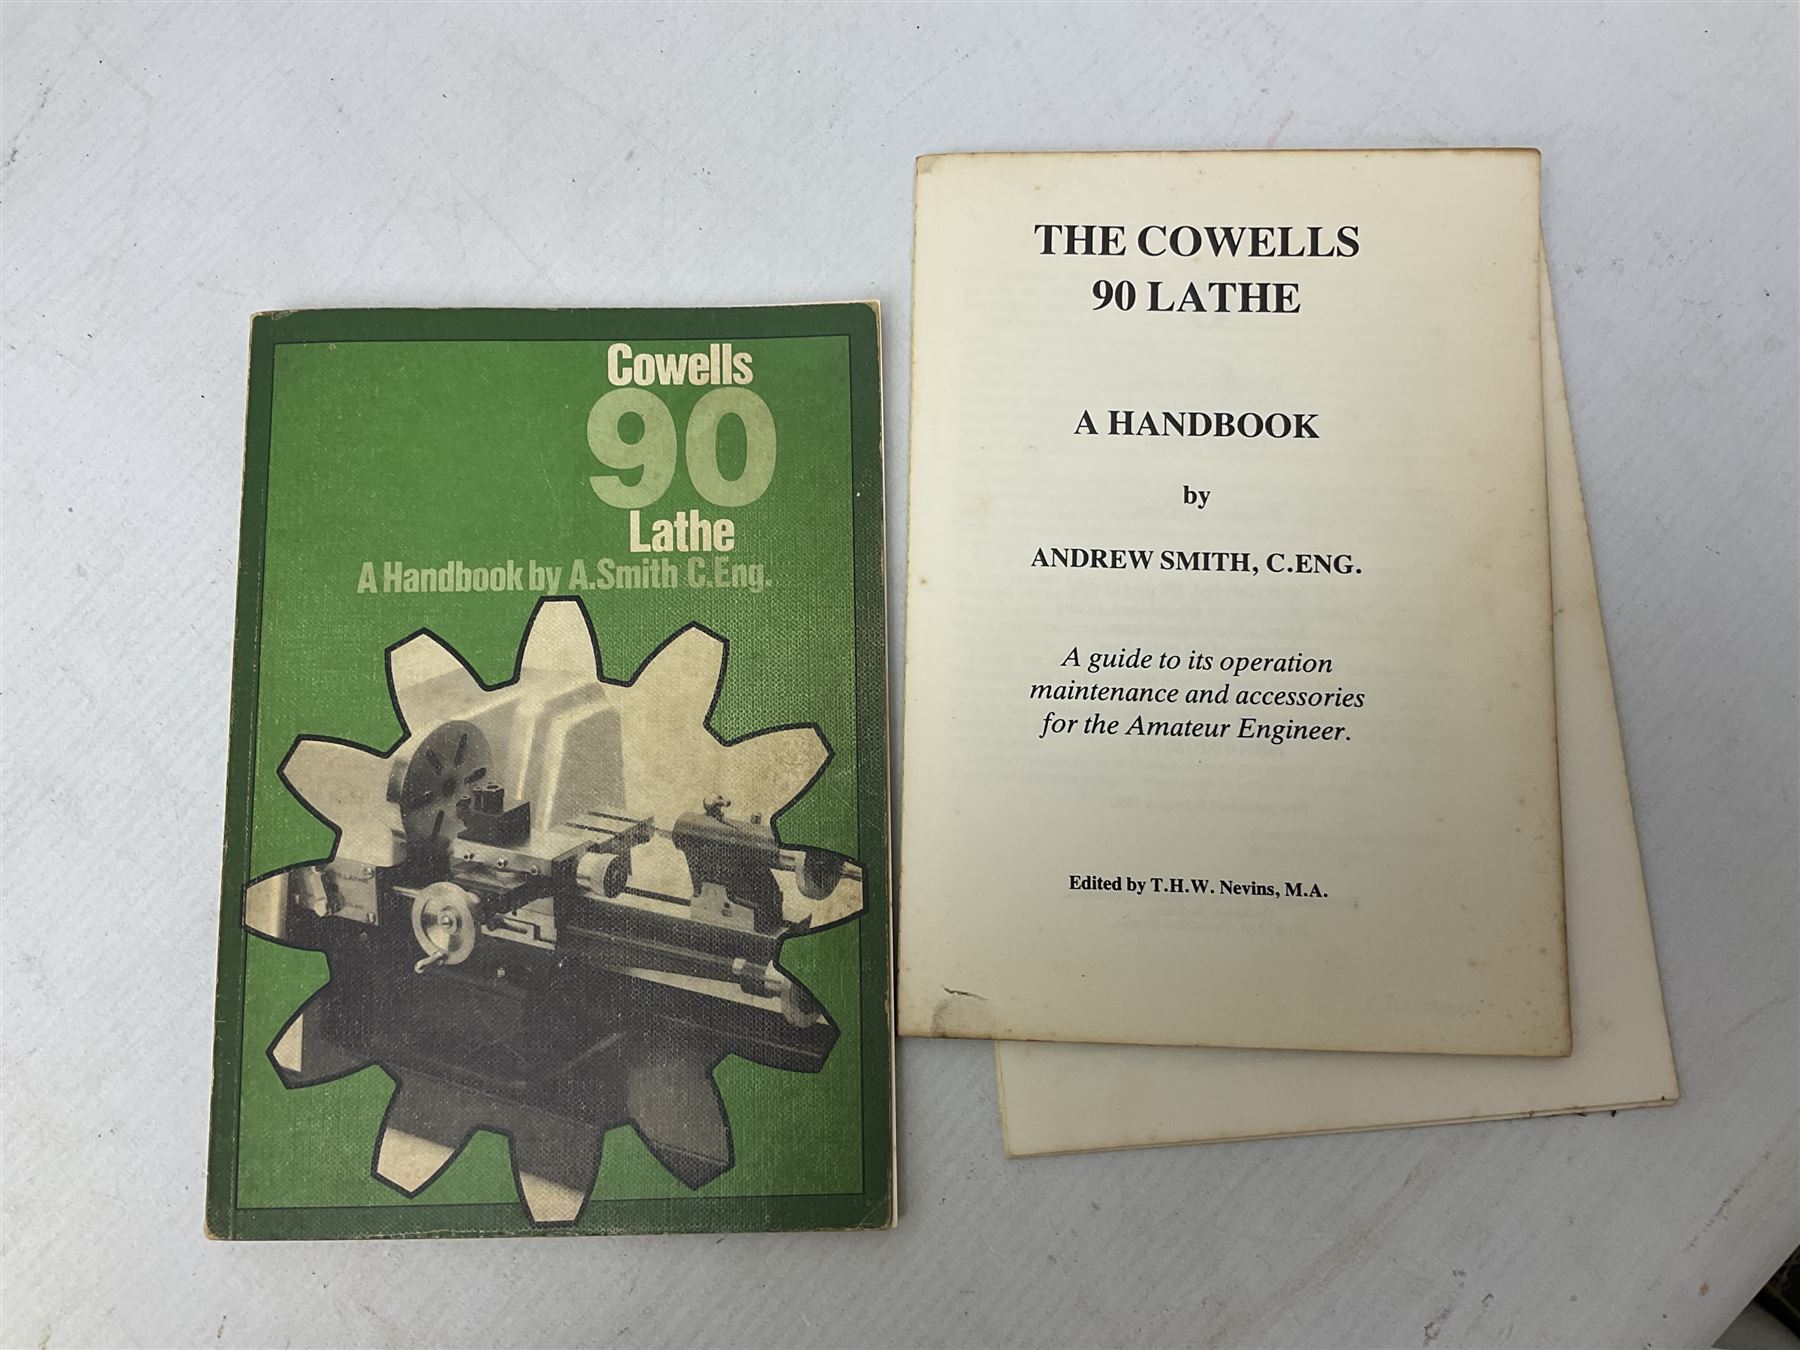 Cowells
90
Lathe
A Handbook by A.Smith C.Eng.
THE COWELLS
90 LATHE
A HANDBOOK
by
ANDREW SMITH, C.ENG.
A guide to its operation
maintenance and accessories
for the Amateur Engineer.
Edited by T.H.W. Nevins, M.A.